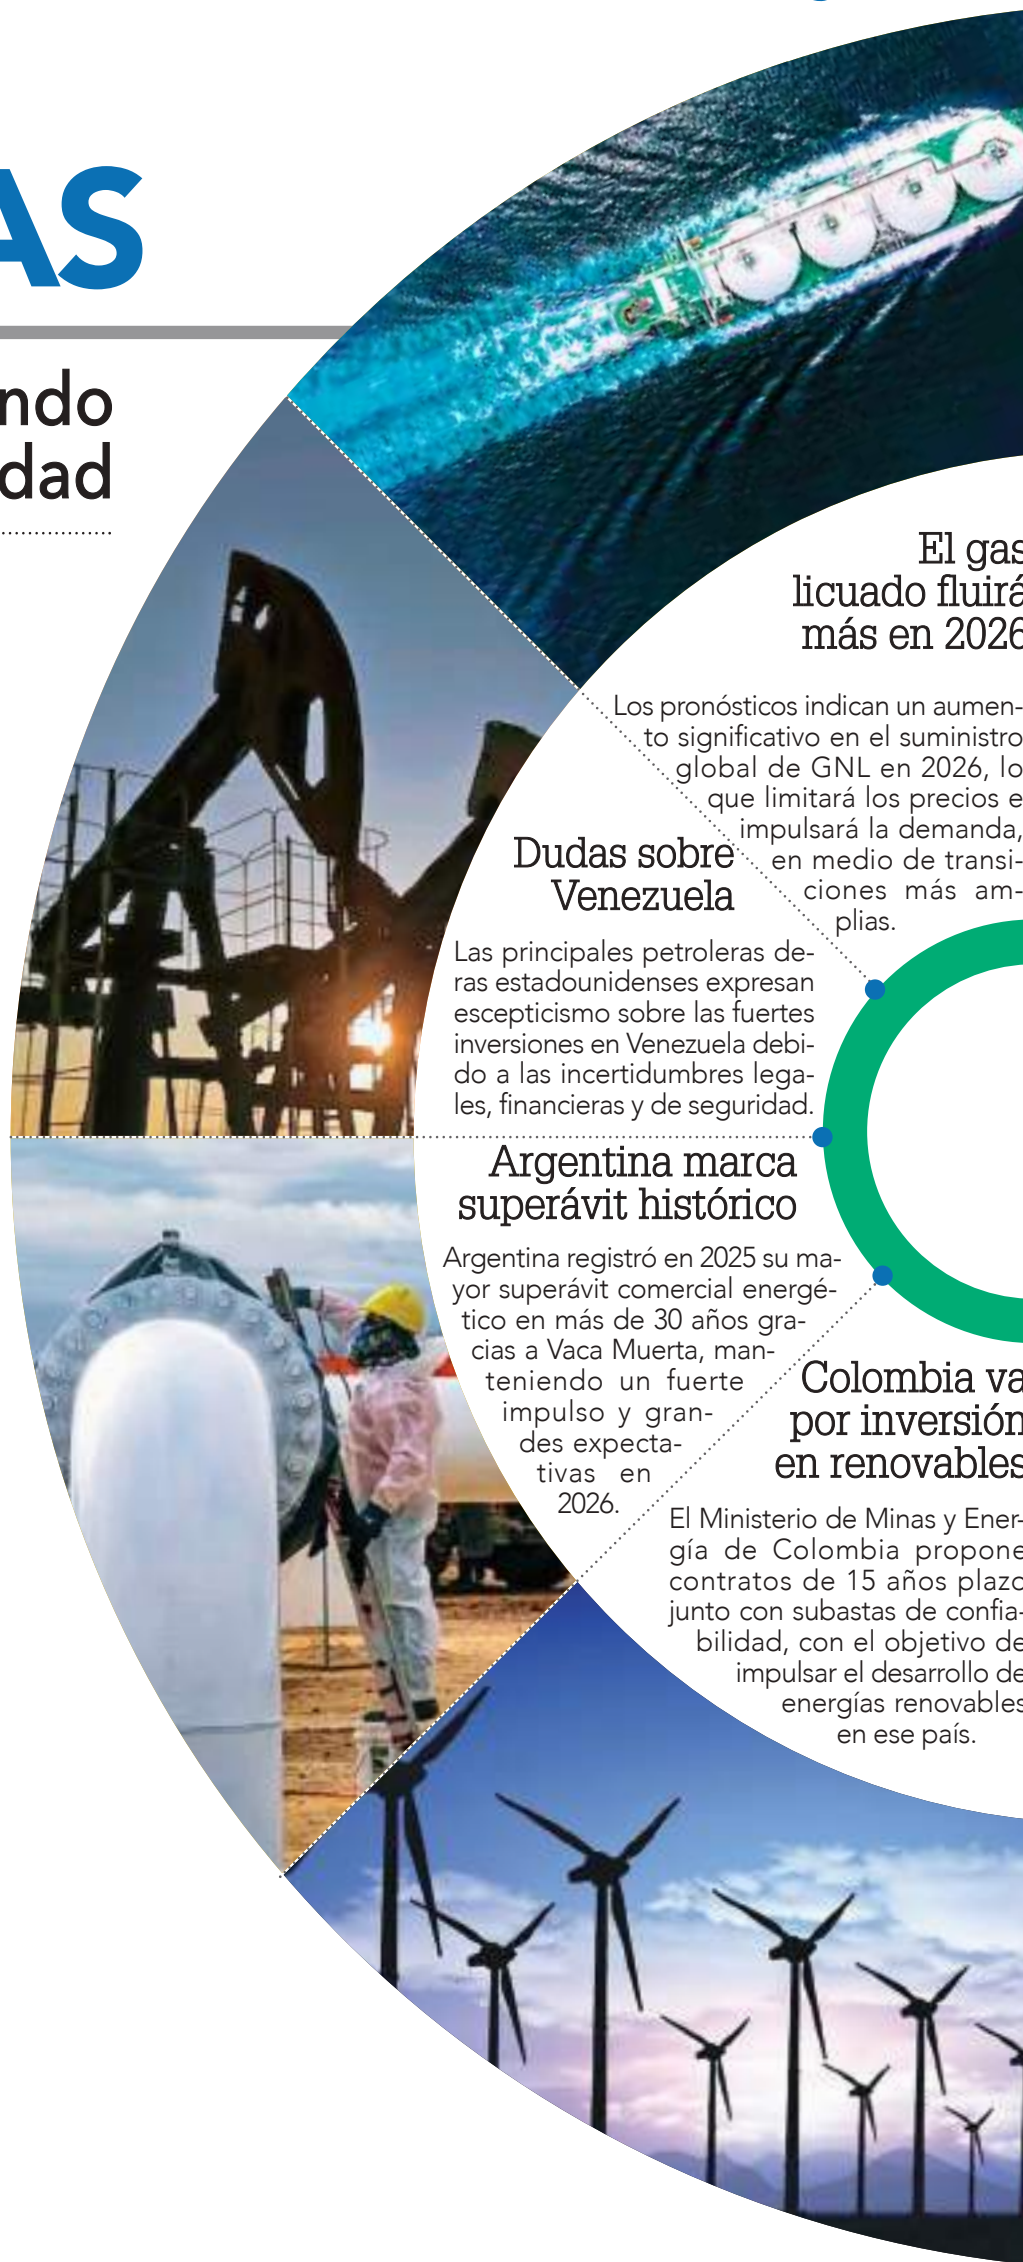 AS
ndo
dad
El gas
licuado fluirá
más en 2026
Los pronósticos indican un aumen-
to significativo en el suministro
global de GNL en 2026, lo
que limitará los precios e
impulsará la demanda,
en medio de transi-
ciones más am-
plias.
Dudas sobre
Venezuela
Las principales petroleras de-
ras estadounidenses expresan
escepticismo sobre las fuertes
inversiones en Venezuela debi-
do a las incertidumbres lega-
les, financieras y de seguridad.
Argentina marca
superávit histórico
Argentina registró en 2025 su ma-
yor superávit comercial energé-
tico en más de 30 años gra-
cias a Vaca Muerta, man-
teniendo un fuerte
impulso y gran-
des expecta-
tivas en
2026.
Colombia va
por inversión
en renovables
El Ministerio de Minas y Ener-
gía de Colombia propone
contratos de 15 años plazo
junto con subastas de confia-
bilidad, con el objetivo de
impulsar el desarrollo de
energías renovables
en ese país.